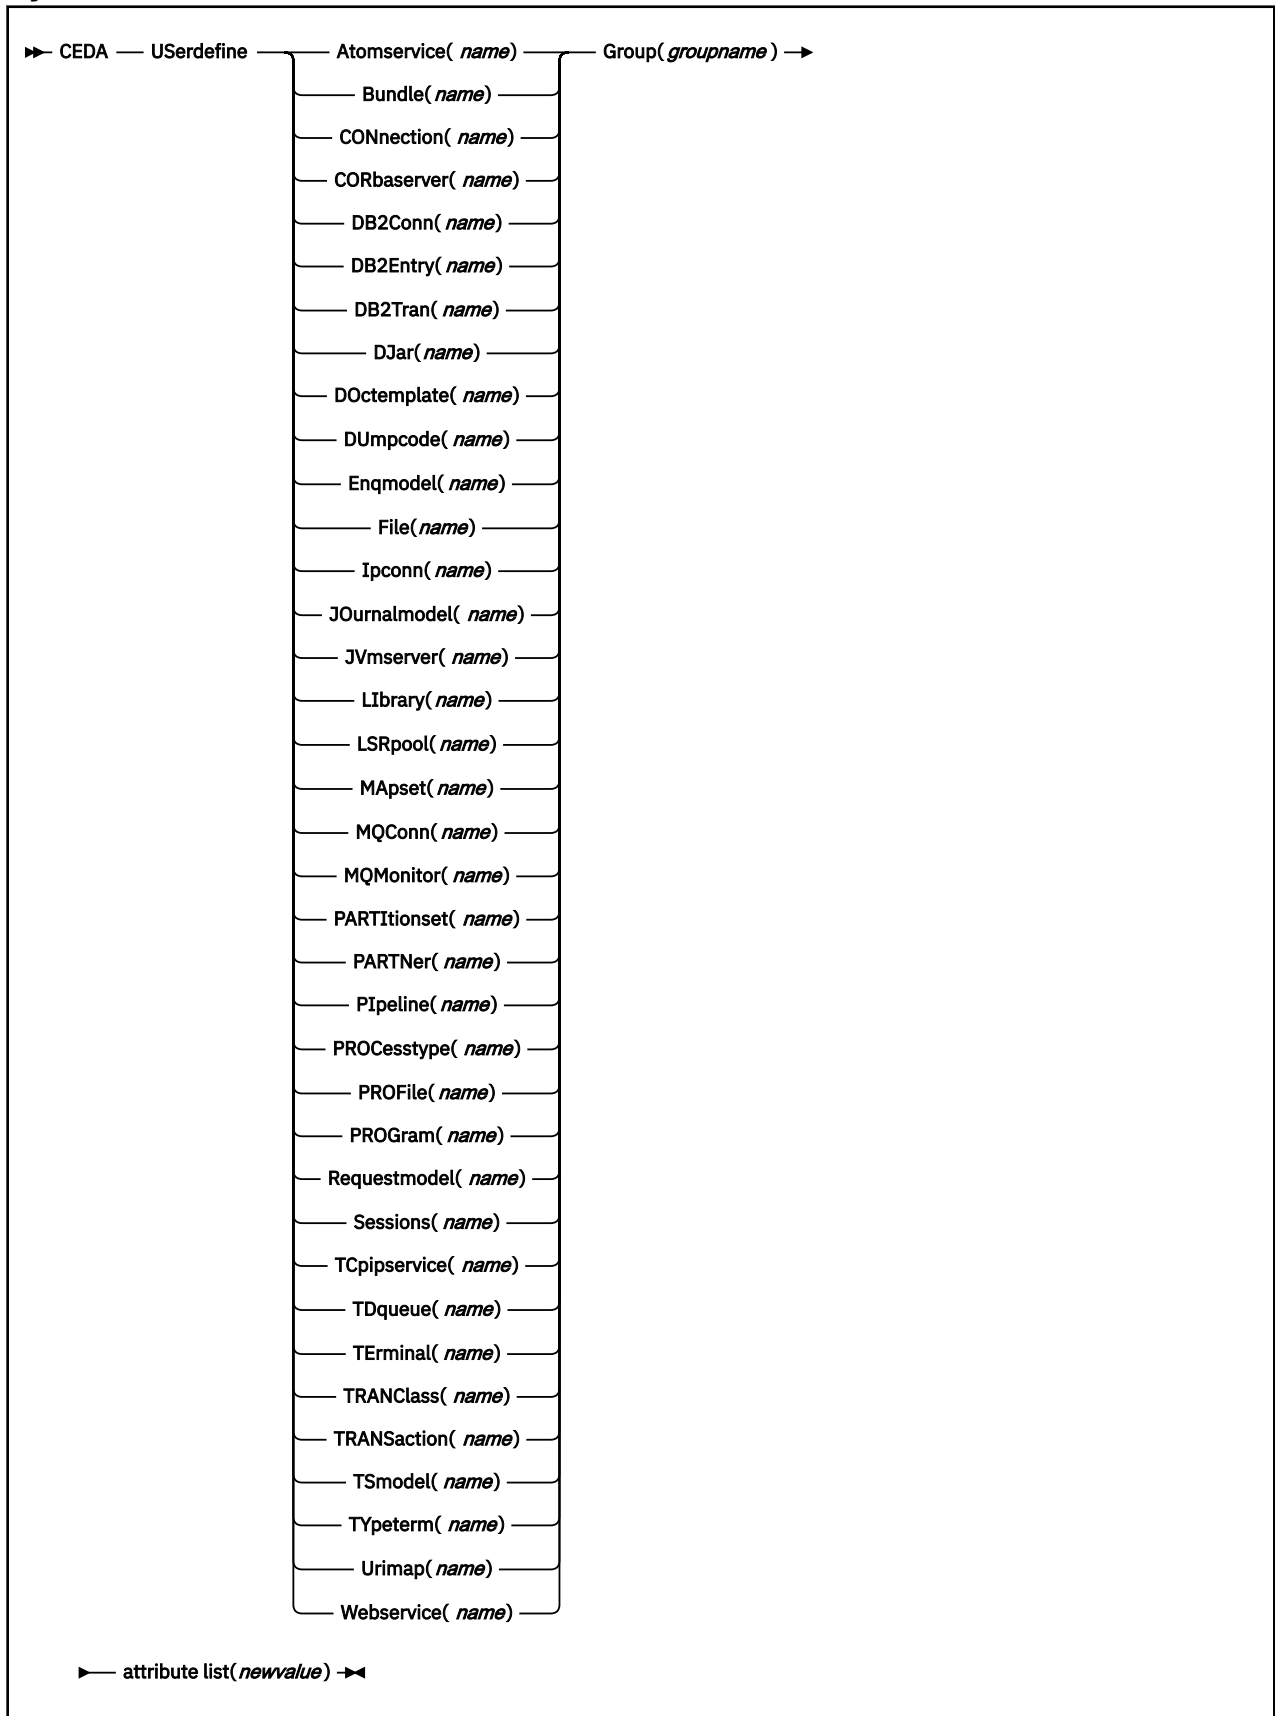 CEDA USerdefine Atomservice( name) Group( groupname )
Bundle( name)
CONnection( name)
CORbaserver( name)
DB2Conn( name)
DB2Entry( name)
DB2Tran( name)
DJar( name)
DOctemplate( name)
DUmpcode( name)
Enqmodel( name)
File( name)
Ipconn( name)
JOurnalmodel( name)
JVmserver( name)
LIbrary( name)
LSRpool( name)
MApset( name)
MQConn( name)
MQMonitor( name)
PARTItionset( name)
PARTNer( name)
PIpeline( name)
PROCesstype( name)
PROFile( name)
PROGram( name)
Requestmodel( name)
Sessions( name)
TCpipservice( name)
TDqueue( name)
TErminal( name)
TRANClass( name)
TRANSaction( name)
TSmodel( name)
TYpeterm( name)
Urimap( name)
Webservice( name)
attribute list( newvalue )